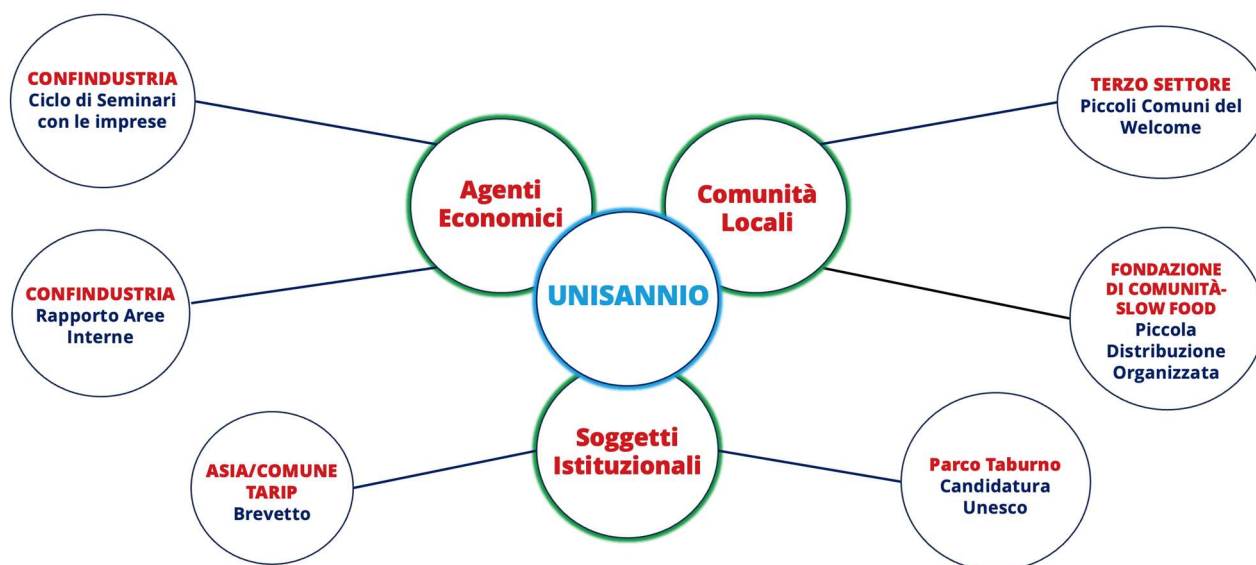 CONFINDUSTRIA
Ciclo di Seminari
con le imprese
TERZO SETTORE
Piccoli Comuni del
Welcome
Agenti
Economici
Comunità
Locali
UNISANNIO
CONFINDUSTRIA
Rapporto Aree
Interne
FONDAZIONE
DI COMUNITÀ-
SLOW FOOD
Piccola
Distribuzione
Organizzata
Soggetti
Istituzionali
ASIA/COMUNE
TARIP
Brevetto
Parco Taburno
Candidatura
Unesco